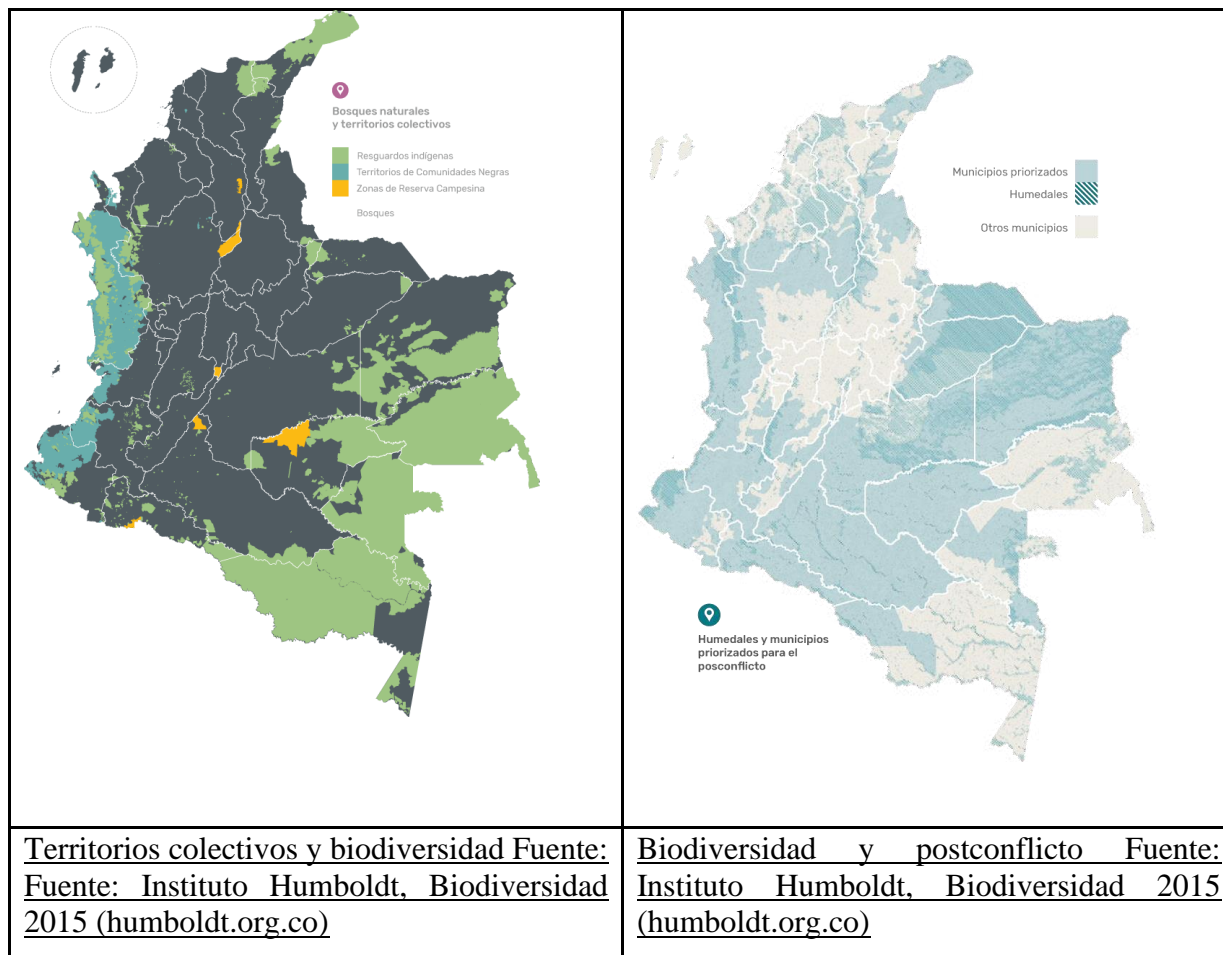 Bosques naturales
y territorios colectivos
Resguardos indígenas
Territorios de Comunidades Negras
Zonas de Reserva Campesina
Bosques
Municipios priorizados
Humedales
Otros municipios
Humedales y municipios
priorizados para el
posconflicto
Territorios colectivos y biodiversidad Fuente:
Fuente: Instituto Humboldt, Biodiversidad
2015 (humboldt.org.co)
Biodiversidad y postconflicto Fuente:
Instituto Humboldt, Biodiversidad 2015
(humboldt.org.co)